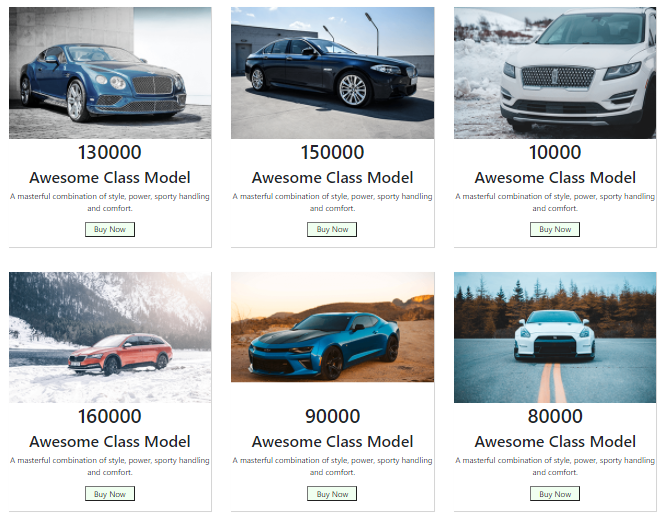 130000
Awesome Class Model
A masterful combination of style, power, sporty handling
and comfort.
Buy Now
150000
Awesome Class Model
A masterful combination of style, power, sporty handling
and comfort.
Buy Now
10000
Awesome Class Model
A masterful combination of style, power, sporty handling
and comfort.
Buy Now
160000
Awesome Class Model
A masterful combination of style, power, sporty handling
and comfort.
Buy Now
90000
Awesome Class Model
A masterful combination of style, power, sporty handling
and comfort.
Buy Now
80000
Awesome Class Model
A masterful combination of style, power, sporty handling
and comfort.
Buy Now